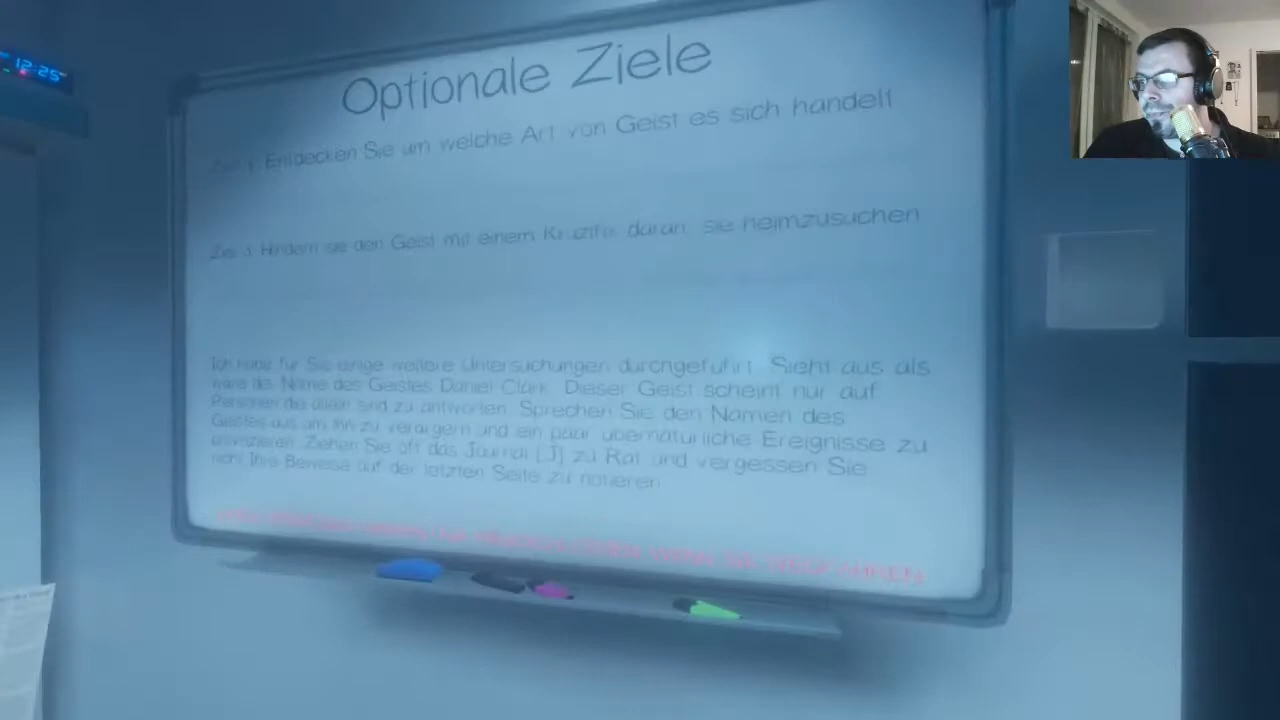 12:25
Optionale Ziele
Ziel 1: Entdecken Sie um welche Art von Geist es sich handelt
Ziel 3: Hindern sie den Geist mit einem Kruzifix daran, sie heimzusuchen
Ich habe für Sie einige weitere Untersuchungen durchgeführt. Sieht aus als
wäre der Name des Geistes Daniel Clark. Dieser Geist scheint nur auf
Personen die allein sind zu antworten. Sprechen Sie den Namen des
Geistes aus um ihn zu verärgern und ein paar übernatürliche Ereignisse zu
provozieren. Ziehen Sie oft das Journal [J] zu Rat und vergessen Sie
nicht Ihre Beweise auf der letzten Seite zu notieren